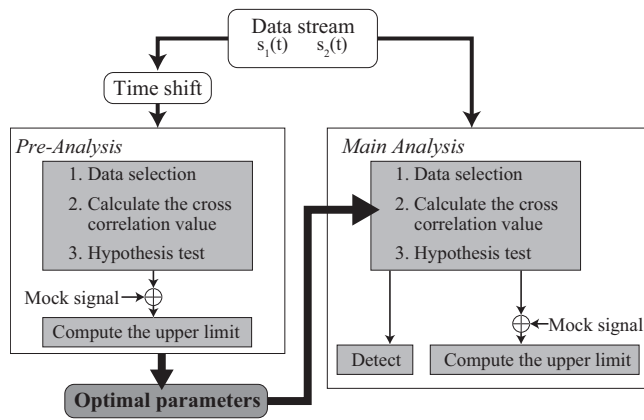 Data stream
s₁(t) s₂(t)
Time shift
Pre-Analysis
1. Data selection
2. Calculate the cross
correlation value
3. Hypothesis test
Mock signal
Compute the upper limit
Optimal parameters
Main Analysis
1. Data selection
2. Calculate the cross
correlation value
3. Hypothesis test
Mock signal
Detect
Compute the upper limit